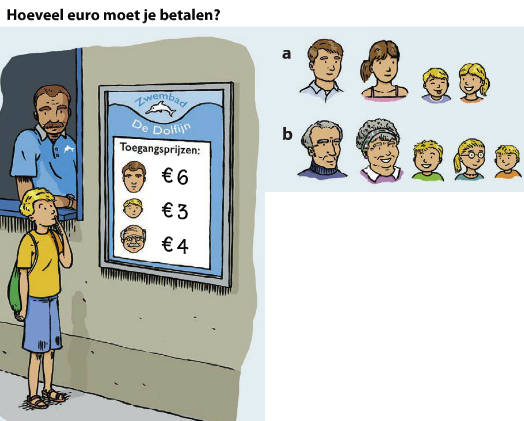 Hoeveel euro moet je betalen?
Zwembad
De Dolfijn
Toegangsprijzen:
€ 6
€ 3
€ 4
a
b